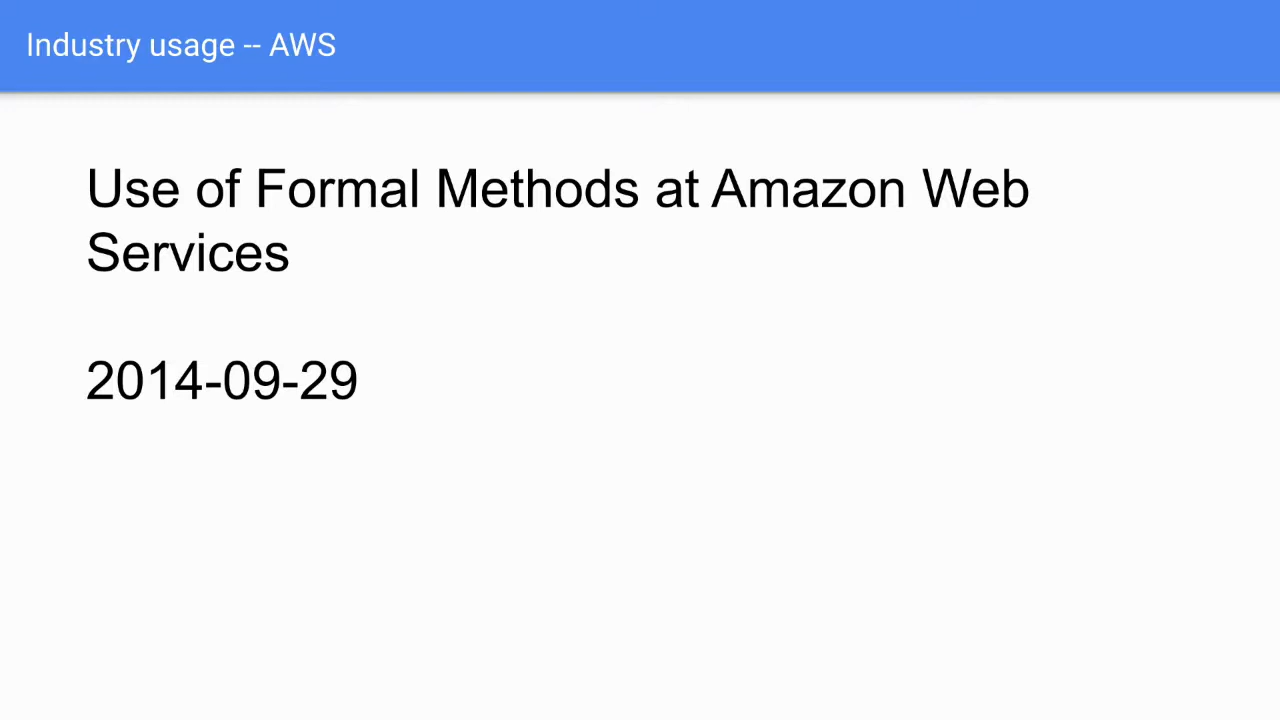 Industry usage -- AWS
Use of Formal Methods at Amazon Web
Services
2014-09-29